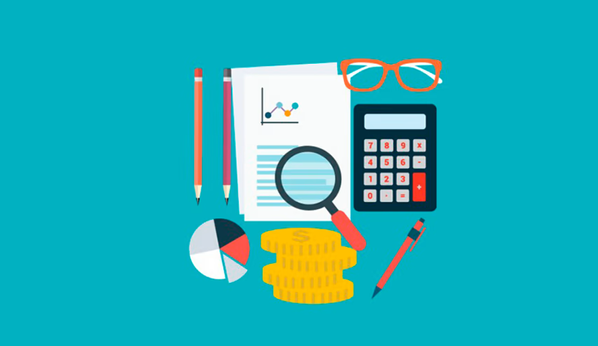 7 8 9 x
4 5 6 -
1 2 3 +
0 . =
$